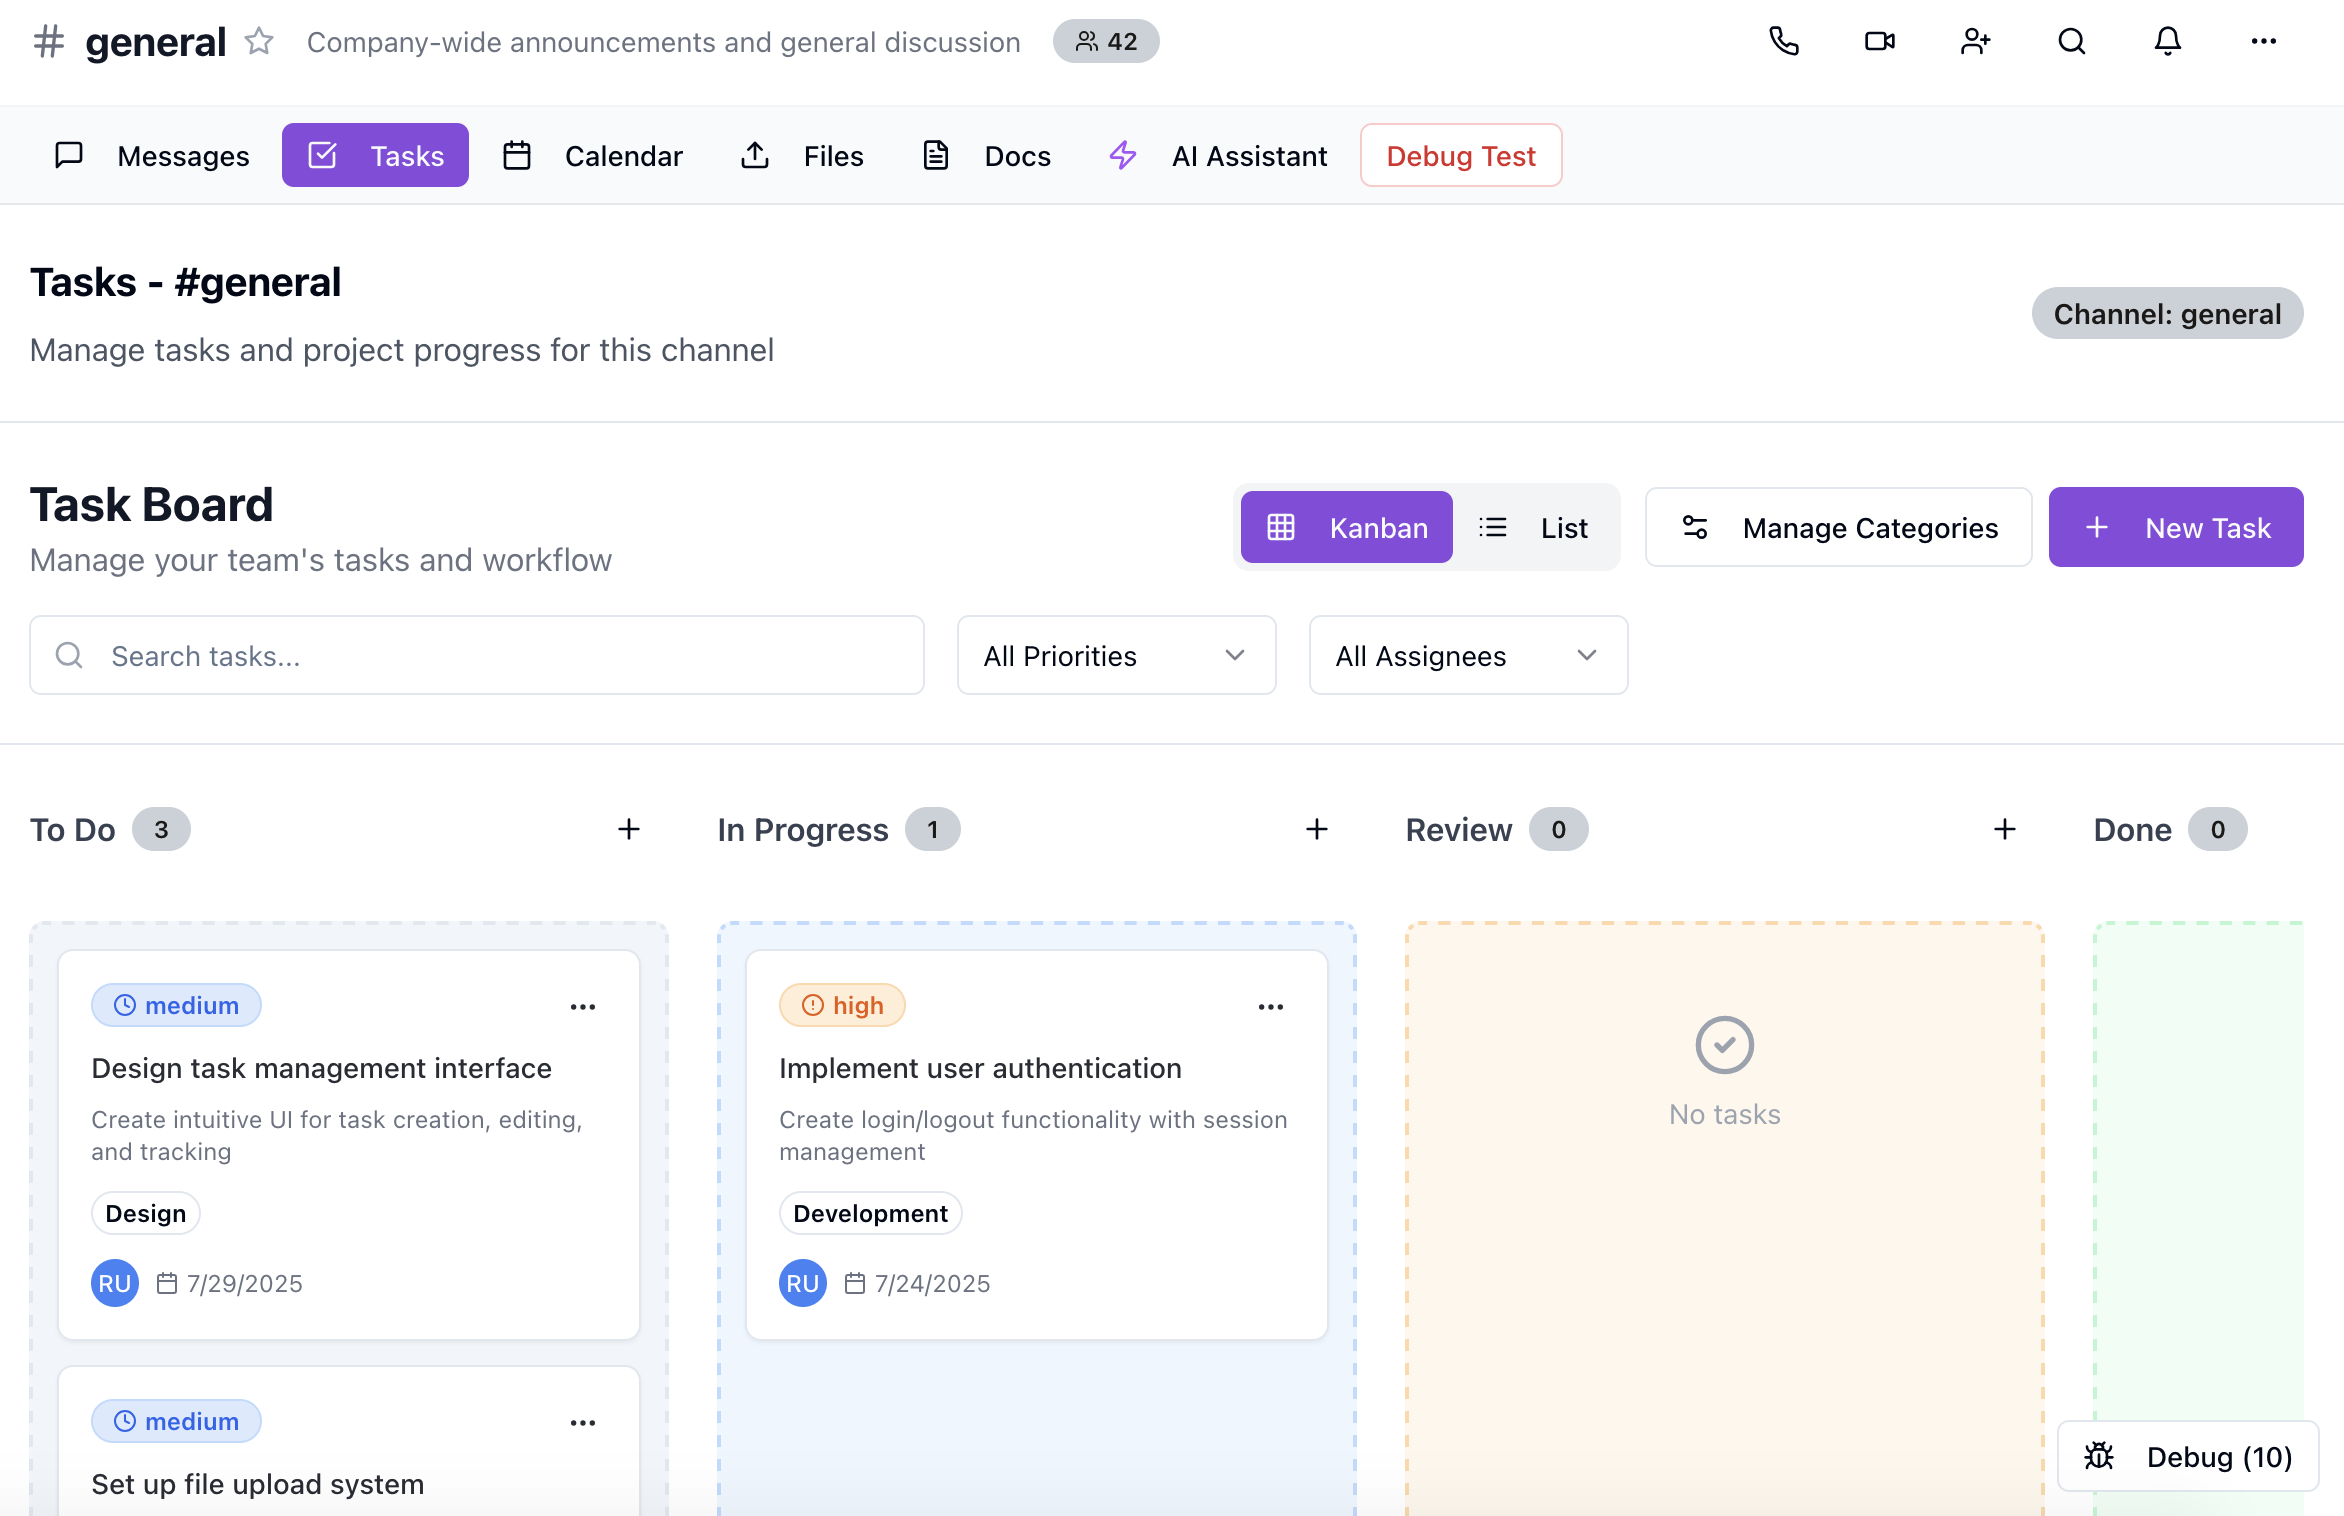 # general
Company-wide announcements and general discussion
42
Messages
Tasks
Calendar
Files
Docs
AI Assistant
Debug Test
Tasks - #general
Manage tasks and project progress for this channel
Channel: general
Task Board
Manage your team's tasks and workflow
Kanban
List
Manage Categories
+ New Task
Search tasks...
All Priorities
All Assignees
To Do 3 +
In Progress 1 +
Review 0 +
Done 0
medium
Design task management interface
Create intuitive UI for task creation, editing,
and tracking
Design
RU 7/29/2025
medium
Set up file upload system
high
Implement user authentication
Create login/logout functionality with session
management
Development
RU 7/24/2025
No tasks
Debug (10)